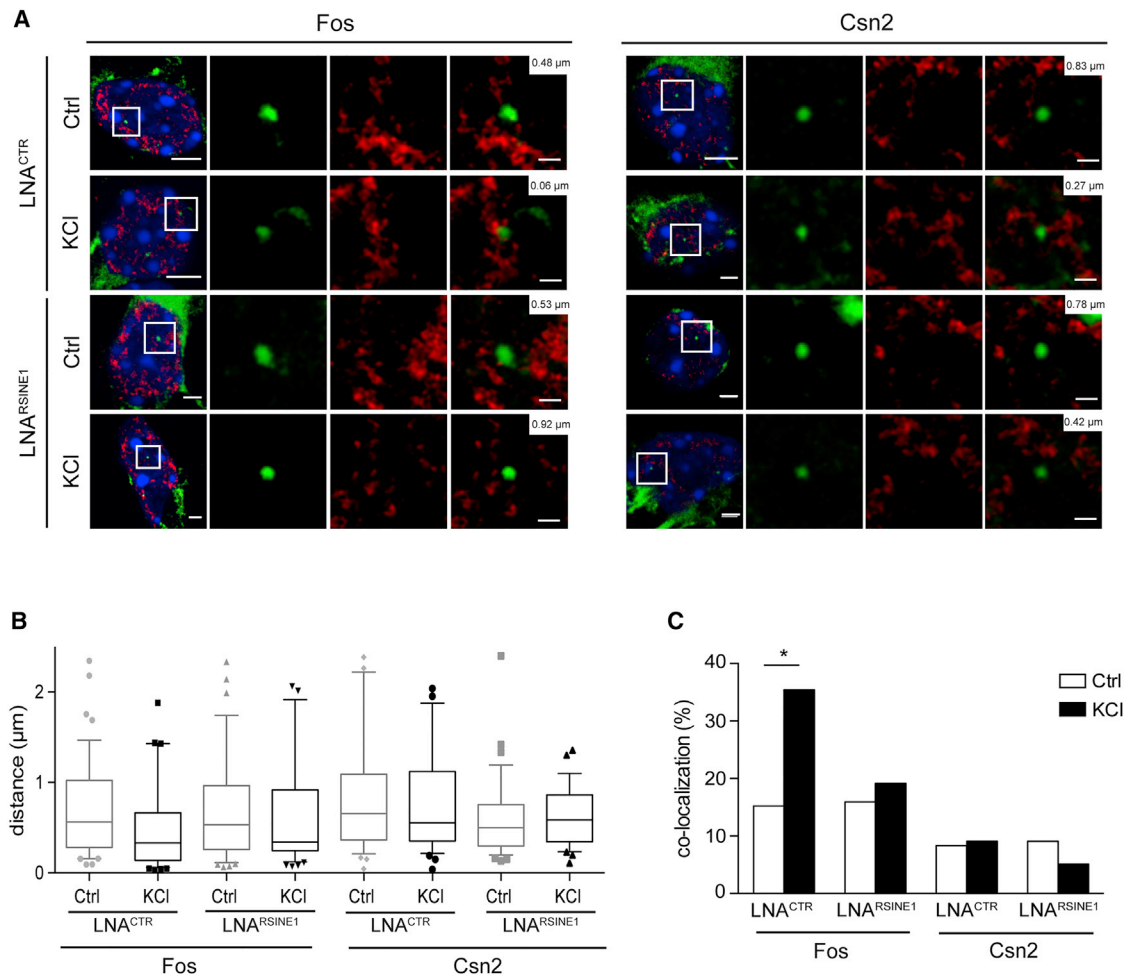 A
Fos
Csn2
LNA^CTR
LNA^RSINE1
Ctrl
KCl
Ctrl
KCl
0.48 µm
0.06 µm
0.53 µm
0.92 µm
0.83 µm
0.27 µm
0.78 µm
0.42 µm
B
distance (µm)
2
1
0
Ctrl KCl Ctrl KCl Ctrl KCl Ctrl KCl
LNA^CTR LNA^RSINE1 LNA^CTR LNA^RSINE1
Fos Csn2
C
co-localization (%)
40
30
20
10
0
*
Ctrl
KCl
LNA^CTR LNA^RSINE1 LNA^CTR LNA^RSINE1
Fos Csn2